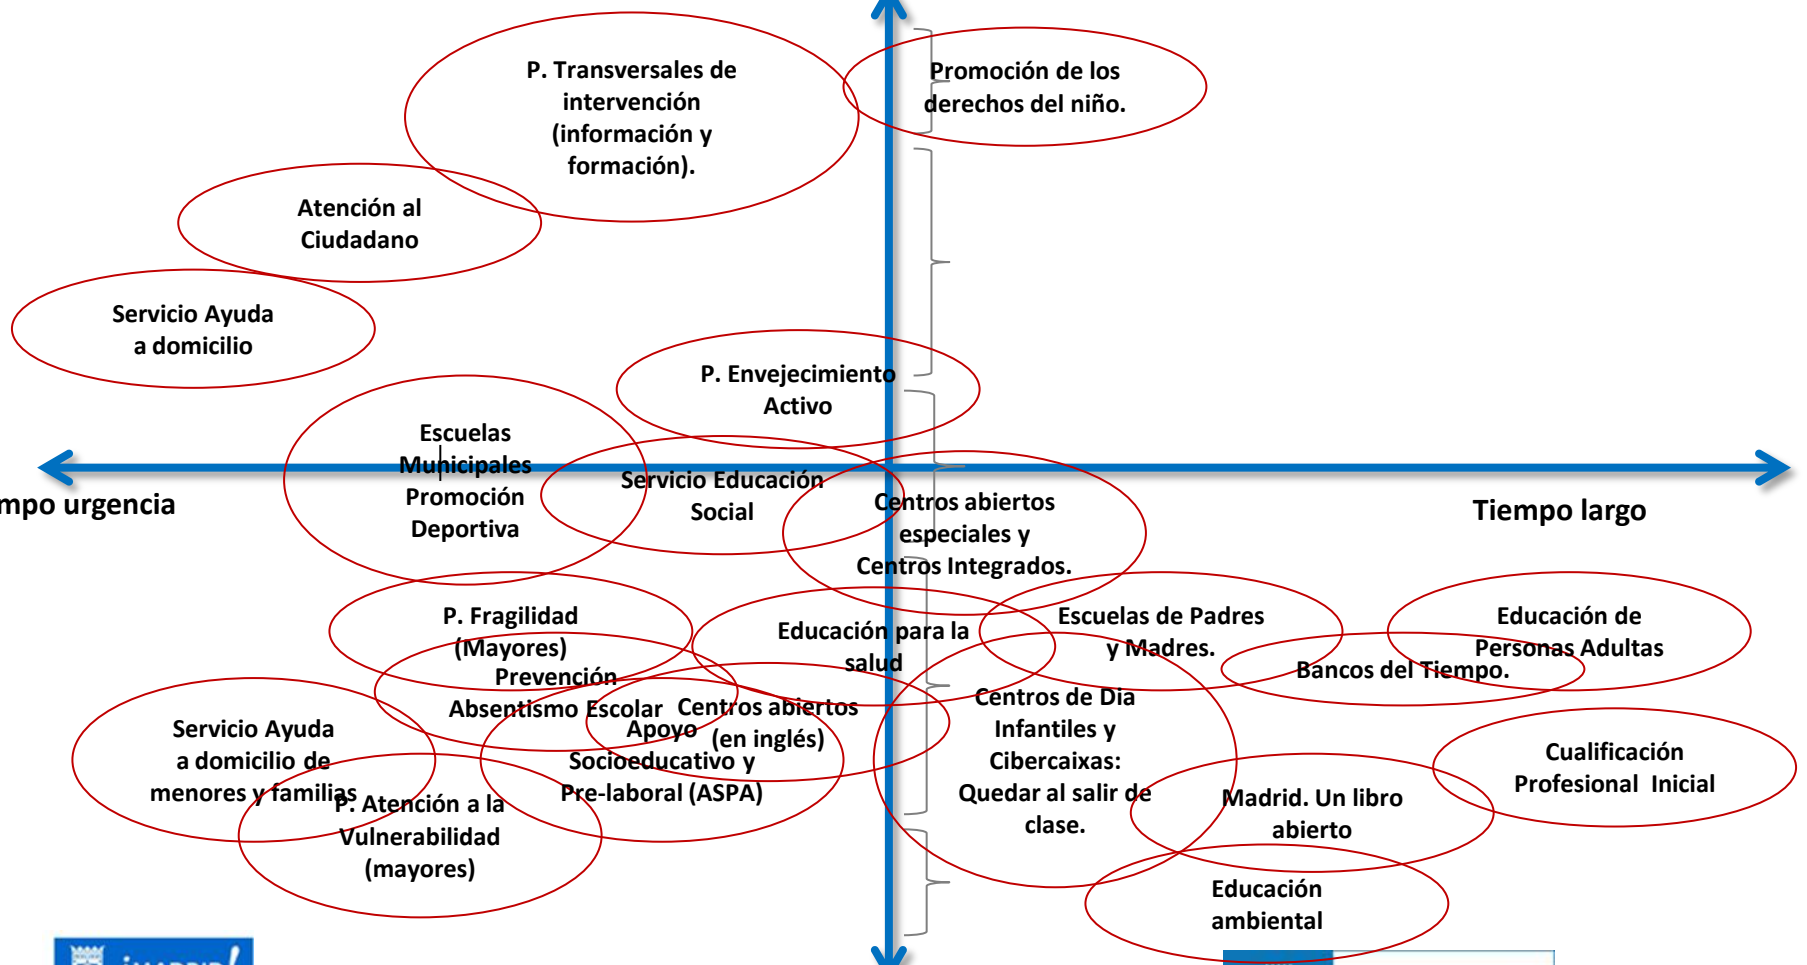 P. Transversales de
intervención
(información y
formación).
Promoción de los
derechos del niño.
Atención al
Ciudadano
Servicio Ayuda
a domicilio
P. Envejecimiento
Activo
Escuelas
Municipales
Promoción
Deportiva
Servicio Educación
Social
Centros abiertos
especiales y
Centros Integrados.
mpo urgencia
Tiempo largo
P. Fragilidad
(Mayores)
Educación para la
salud
Escuelas de Padres
y Madres.
Educación de
Personas Adultas
Bancos del Tiempo.
Prevención
Absentismo Escolar
Centros abiertos
(en inglés)
Apoyo
Socioeducativo y
Pre-laboral (ASPA)
Centros de Dia
Infantiles y
Cibercaixas:
Quedar al salir de
clase.
Servicio Ayuda
a domicilio de
menores y familias
P. Atención a la
Vulnerabilidad
(mayores)
Cualificación
Profesional Inicial
Madrid. Un libro
abierto
Educación
ambiental
¡MADRID!